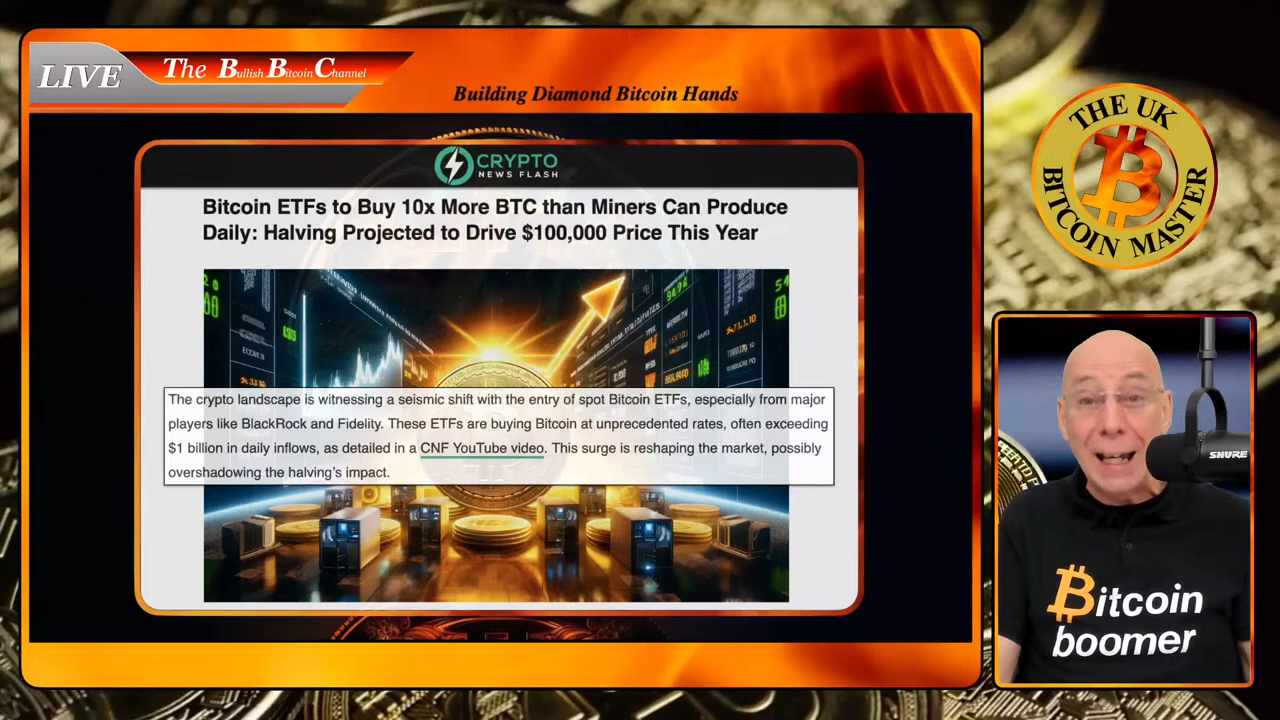 LIVE
The Bullish Bitcoin Channel
Building Diamond Bitcoin Hands
CRYPTO
NEWS FLASH
Bitcoin ETFs to Buy 10x More BTC than Miners Can Produce
Daily: Halving Projected to Drive $100,000 Price This Year
The crypto landscape is witnessing a seismic shift with the entry of spot Bitcoin ETFs, especially from major
players like BlackRock and Fidelity. These ETFs are buying Bitcoin at unprecedented rates, often exceeding
$1 billion in daily inflows, as detailed in a CNF YouTube video. This surge is reshaping the market, possibly
overshadowing the halving's impact.
THE UK
BITCOIN MASTER
SHURE
Bitcoin
boomer